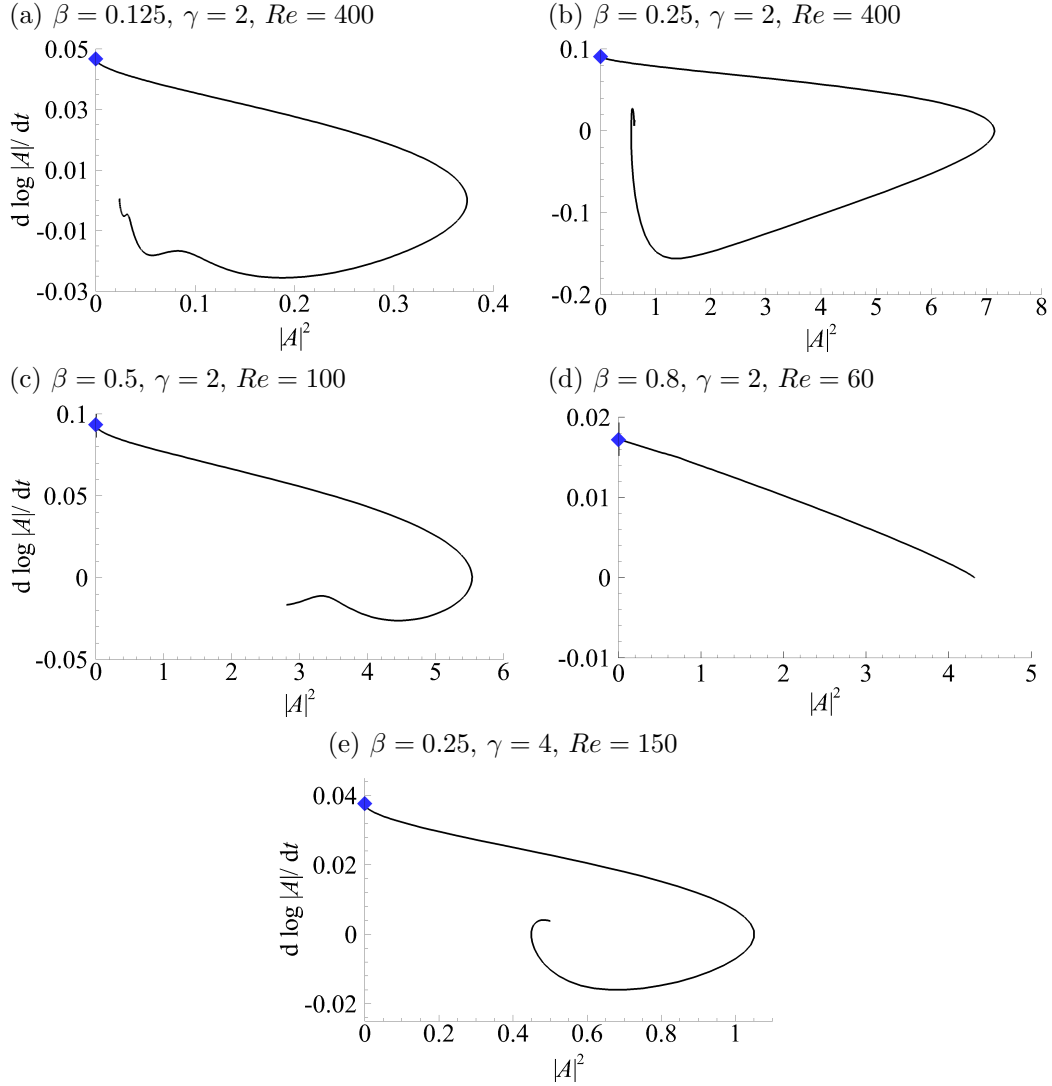 (a) β = 0.125, γ = 2, Re = 400
0.05
0.03
0.01
-0.01
-0.03
d log |A|/ dt
0 0.1 0.2 0.3 0.4
|A|²
(b) β = 0.25, γ = 2, Re = 400
0.1
0
-0.1
-0.2
0 1 2 3 4 5 6 7 8
|A|²
(c) β = 0.5, γ = 2, Re = 100
0.1
0.05
0
-0.05
d log |A|/ dt
0 1 2 3 4 5 6
|A|²
(d) β = 0.8, γ = 2, Re = 60
0.02
0.01
0
-0.01
0 1 2 3 4 5
|A|²
(e) β = 0.25, γ = 4, Re = 150
0.04
0.02
0
-0.02
d log |A|/ dt
0 0.2 0.4 0.6 0.8 1
|A|²